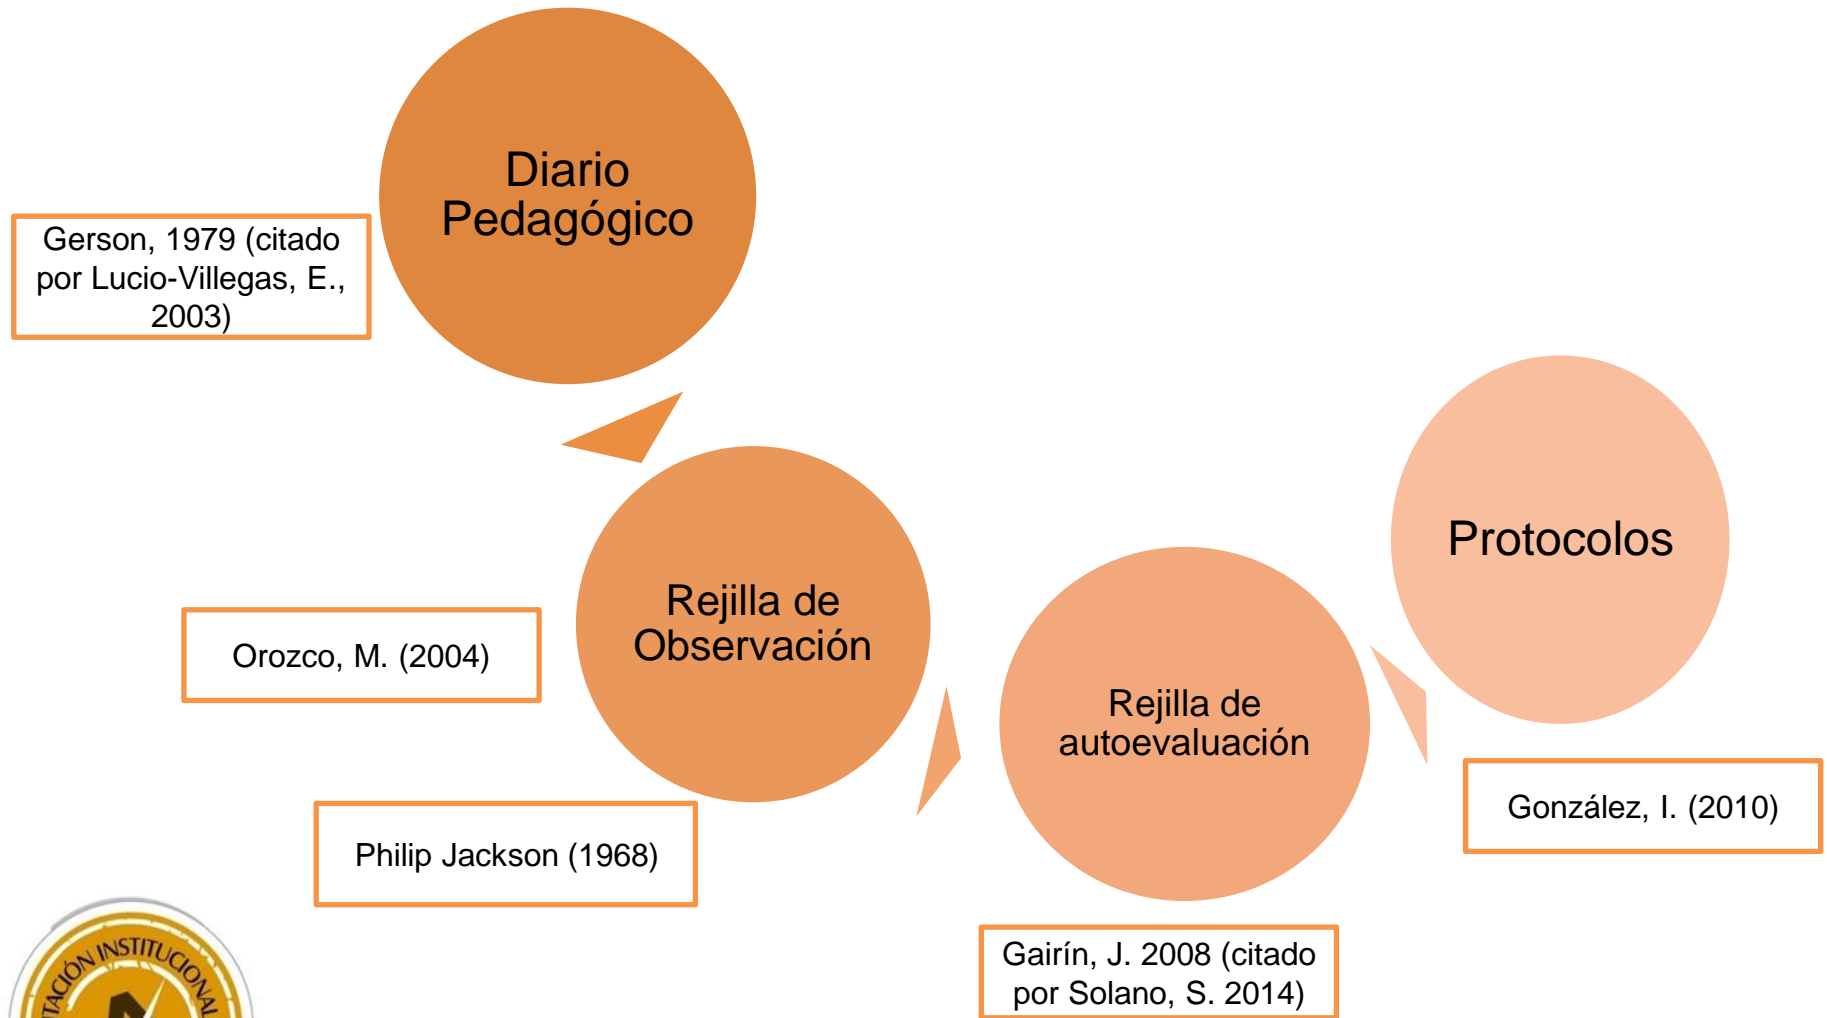 Diario
Pedagógico
Gerson, 1979 (citado
por Lucio-Villegas, E.,
2003)
Rejilla de
Observación
Orozco, M. (2004)
Philip Jackson (1968)
Rejilla de
autoevaluación
Gairín, J. 2008 (citado
por Solano, S. 2014)
Protocolos
González, I. (2010)
INSTITUCIONAL